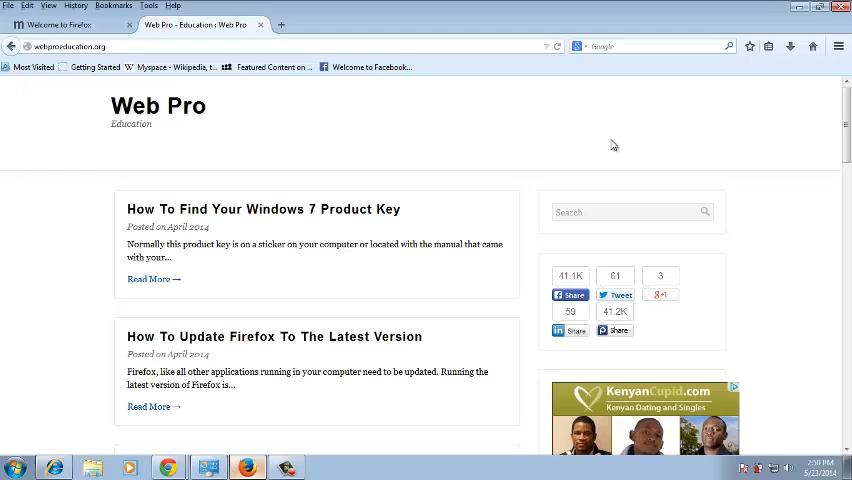 File Edit View History Bookmarks Tools Help
Welcome to Firefox
Web Pro - Education : Web Pro
webproeducation.org
Google
Most Visited
Getting Started
Myspace - Wikipedia, t...
Featured Content on ...
Welcome to Facebook...
Web Pro
Education
How To Find Your Windows 7 Product Key
Posted on April 2014
Normally this product key is on a sticker on your computer or located with the manual that came
with your...
Read More →
How To Update Firefox To The Latest Version
Posted on April 2014
Firefox, like all other applications running in your computer need to be updated. Running the
latest version of Firefox is...
Read More →
Search
41.1K 61 3
Share Tweet +1
59 41.2K
Share Share
KenyanCupid.com
Kenyan Dating and Singles
2:50 PM
5/23/2014